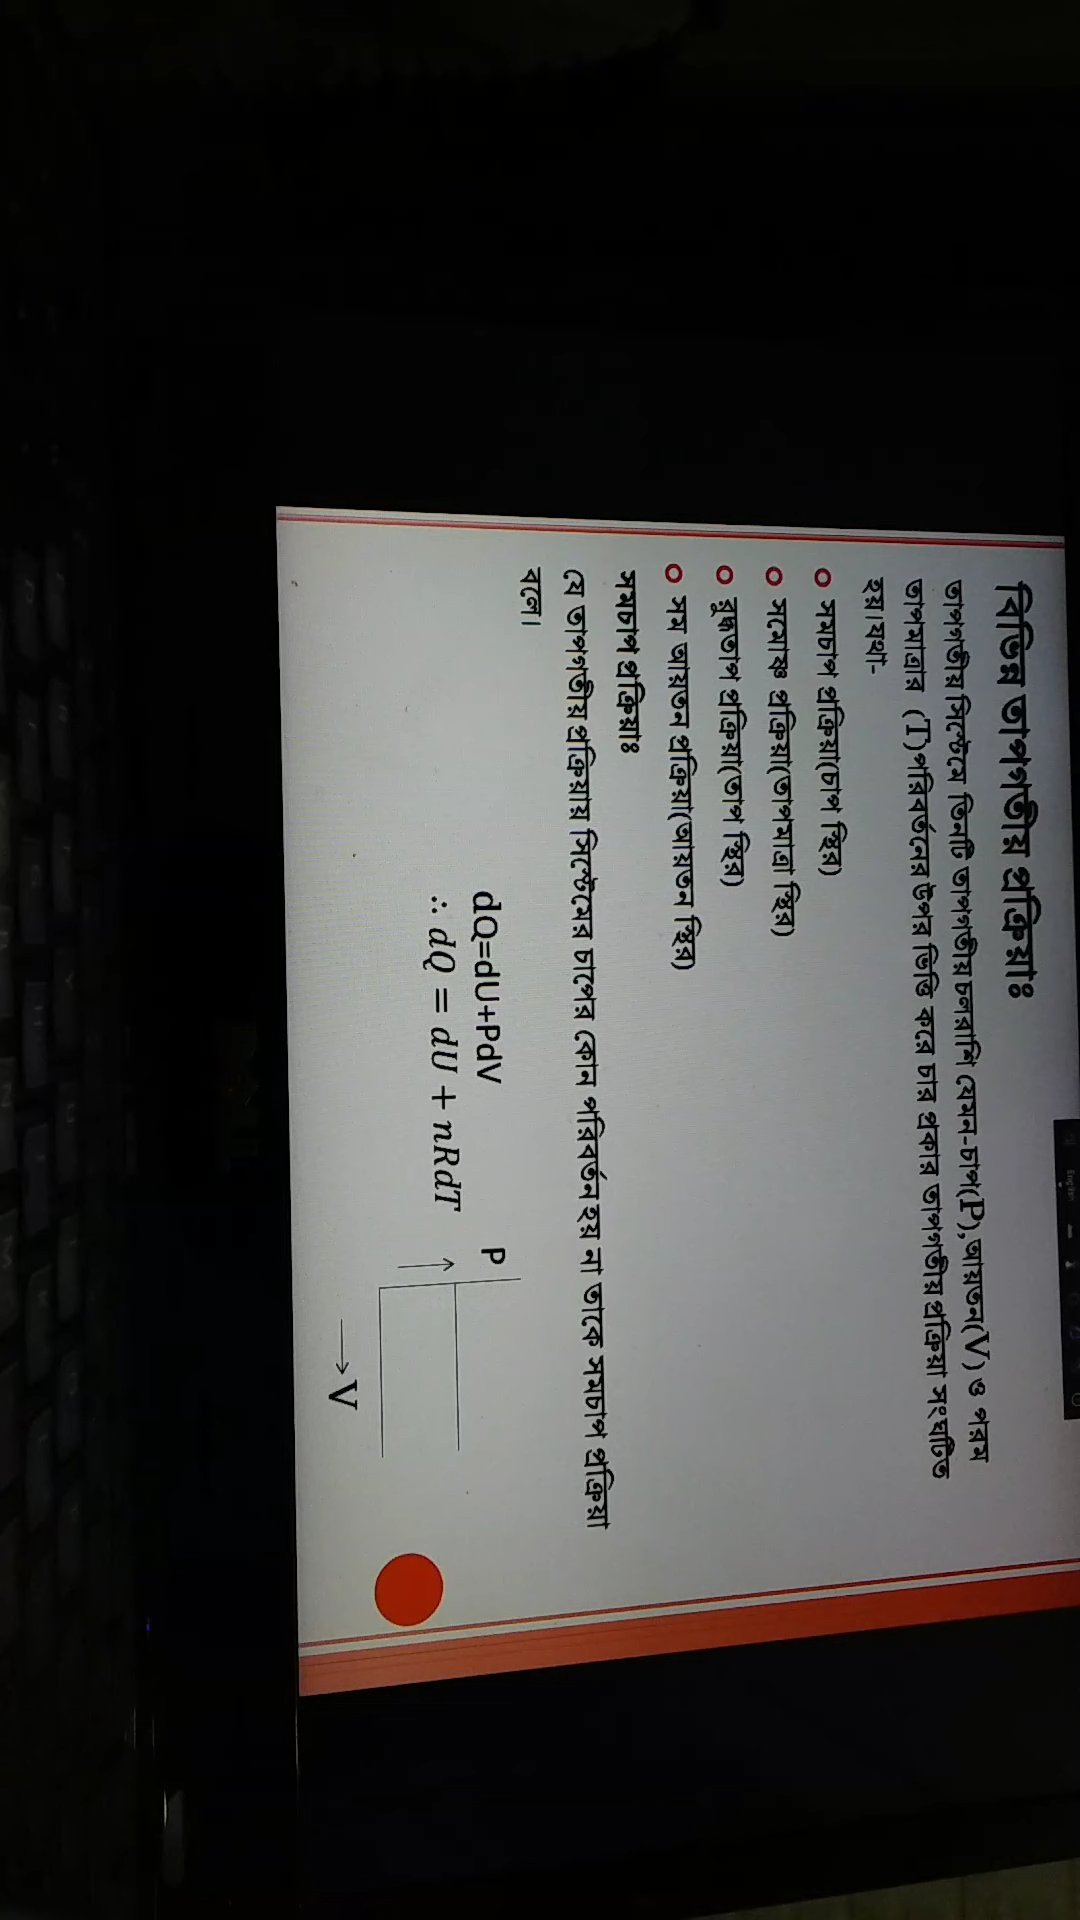 বিভিন্ন তাপগতীয় প্রক্রিয়াঃ
তাপগতীয় সিস্টেমে তিনটি তাপগতীয় চলরাশি যেমন-চাপ(P),আয়তন(V) ও পরম
তাপমাত্রার (T)পরিবর্তনের উপর ভিত্তি করে চার প্রকার তাপগতীয় প্রক্রিয়া সংঘটিত
হয়।যথা-
সমচাপ প্রক্রিয়া(চাপ স্থির)
সমোষ্ণ প্রক্রিয়া(তাপমাত্রা স্থির)
রুদ্ধতাপ প্রক্রিয়া(তাপ স্থির)
সম আয়তন প্রক্রিয়া(আয়তন স্থির)
সমচাপ প্রক্রিয়াঃ
যে তাপগতীয় প্রক্রিয়ায় সিস্টেমের চাপের কোন পরিবর্তন হয় না তাকে সমচাপ প্রক্রিয়া
বলে।
dQ=dU+PdV
∴ dQ = dU + nRdT
P
V
English